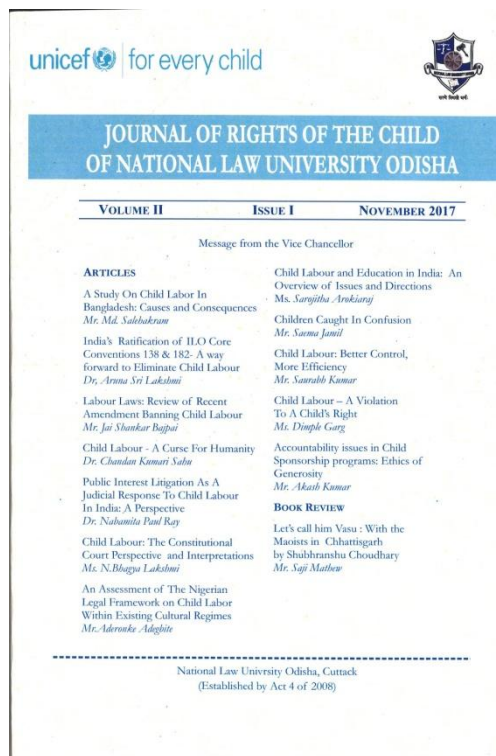 unicef for every child
JOURNAL OF RIGHTS OF THE CHILD
OF NATIONAL LAW UNIVERSITY ODISHA
VOLUME II ISSUE I NOVEMBER 2017
Message from the Vice Chancellor
ARTICLES
A Study On Child Labor In
Bangladesh: Causes and Consequences
Mr. Md. Salehakram
India's Ratification of ILO Core
Conventions 138 & 182- A way
forward to Eliminate Child Labour
Dr, Aruna Sri Lakshmi
Labour Laws: Review of Recent
Amendment Banning Child Labour
Mr. Jai Shankar Bajpai
Child Labour - A Curse For Humanity
Dr. Chandan Kumari Sahu
Public Interest Litigation As A
Judicial Response To Child Labour
In India: A Perspective
Dr. Nabamita Paul Ray
Child Labour: The Constitutional
Court Perspective and Interpretations
Ms. N.Bhagya Lakshmi
An Assessment of The Nigerian
Legal Framework on Child Labor
Within Existing Cultural Regimes
Mr.Aderonke Adegbite
Child Labour and Education in India: An
Overview of Issues and Directions
Ms. Sarojitha Arokiaraj
Children Caught In Confusion
Mr. Saema Jamil
Child Labour: Better Control,
More Efficiency
Mr. Saurabh Kumar
Child Labour – A Violation
To A Child's Right
Ms. Dimple Garg
Accountability issues in Child
Sponsorship programs: Ethics of
Generosity
Mr. Akash Kumar
BOOK REVIEW
Let's call him Vasu : With the
Maoists in Chhattisgarh
by Shubhranshu Choudhary
Mr. Saji Mathew
National Law Univrsity Odisha, Cuttack
(Established by Act 4 of 2008)